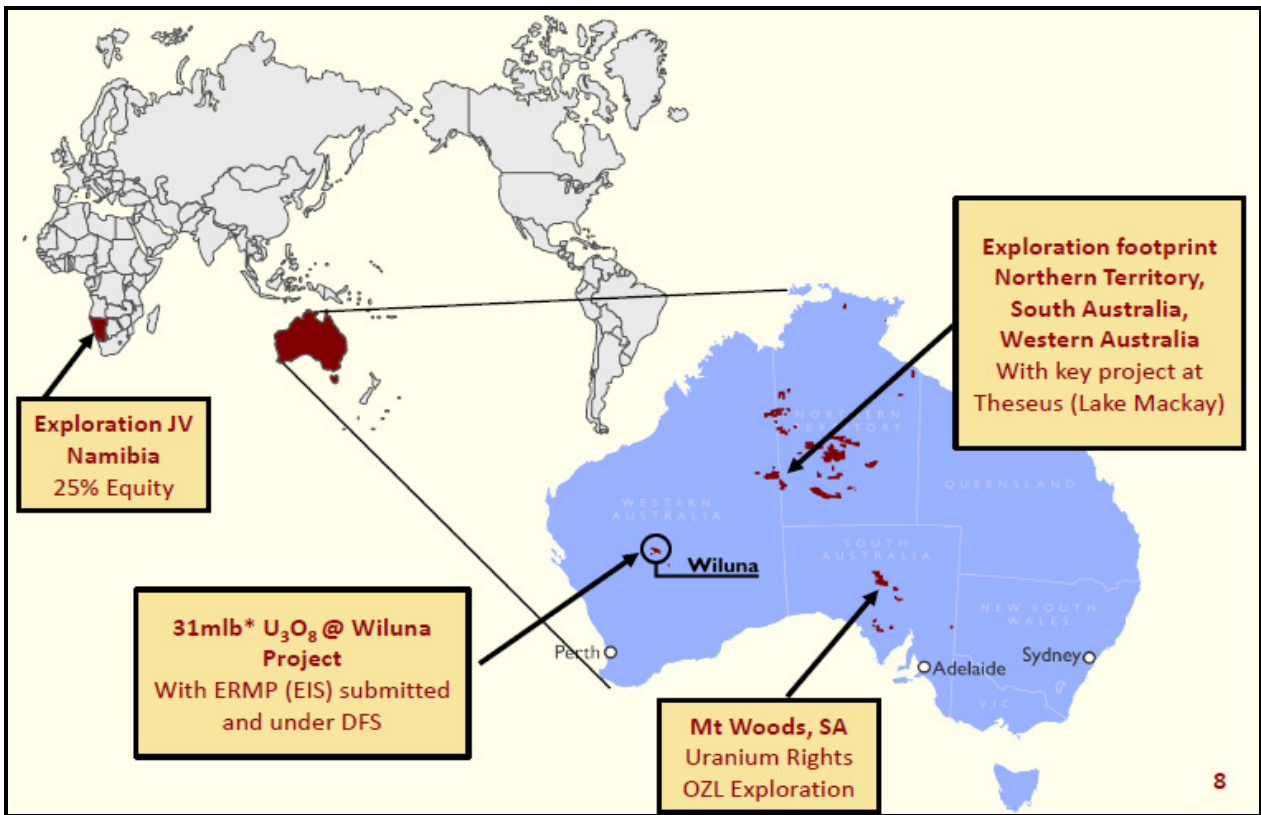 Exploration footprint
Northern Territory,
South Australia,
Western Australia
With key project at
Theseus (Lake Mackay)
Exploration JV
Namibia
25% Equity
NORTHERN
TERRITORY
QUEENSLAND
WESTERN
AUSTRALIA
SOUTH
AUSTRALIA
Wiluna
NEW SOUTH
WALES
31mlb* U₃O₈ @ Wiluna
Project
With ERMP (EIS) submitted
and under DFS
Perth
Adelaide
Sydney
VIC
Mt Woods, SA
Uranium Rights
OZL Exploration
8